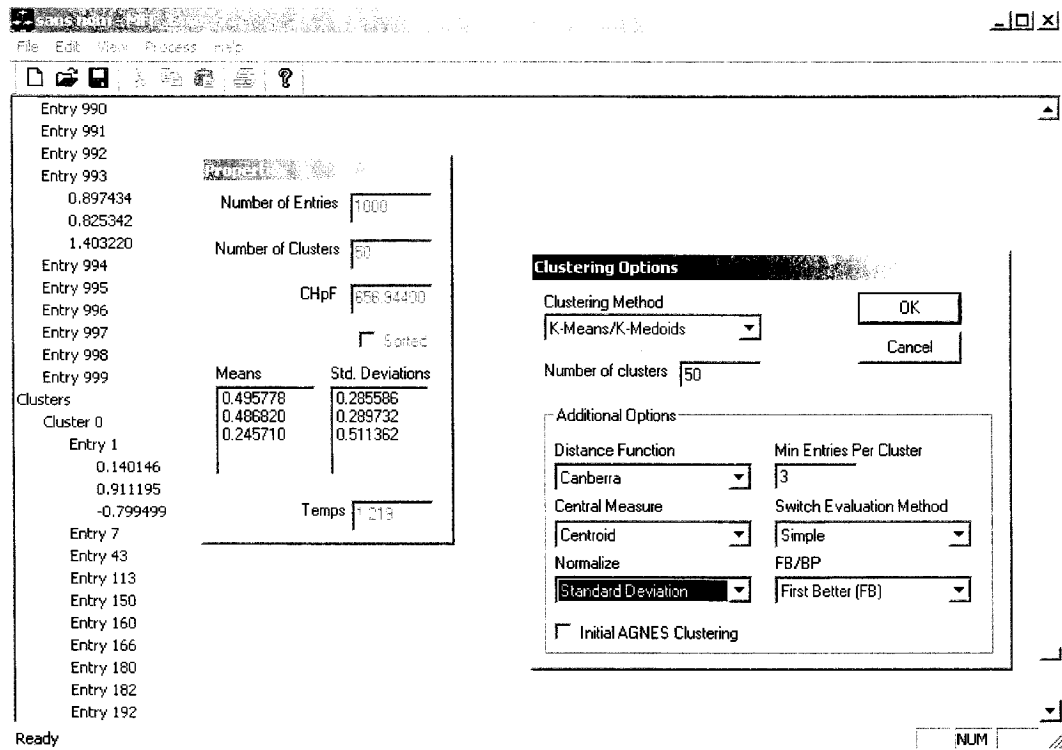 sans nom
File Edit View Process Help
Entry 990
Entry 991
Entry 992
Entry 993
0.897434
0.825342
1.403220
Entry 994
Entry 995
Entry 996
Entry 997
Entry 998
Entry 999
Clusters
Cluster 0
Entry 1
0.140146
0.911195
-0.799499
Entry 7
Entry 43
Entry 113
Entry 150
Entry 160
Entry 166
Entry 180
Entry 182
Entry 192
Properties
Number of Entries 1000
Number of Clusters 50
CHpF 656.94400
Sorted
Means Std. Deviations
0.495778 0.285586
0.486820 0.289732
0.245710 0.511362
Temps 1.219
Clustering Options
Clustering Method
K-Means/K-Medoids
OK
Cancel
Number of clusters 50
Additional Options
Distance Function Min Entries Per Cluster
Canberra 3
Central Measure Switch Evaluation Method
Centroid Simple
Normalize FB/BP
Standard Deviation First Better (FB)
Initial AGNES Clustering
Ready NUM